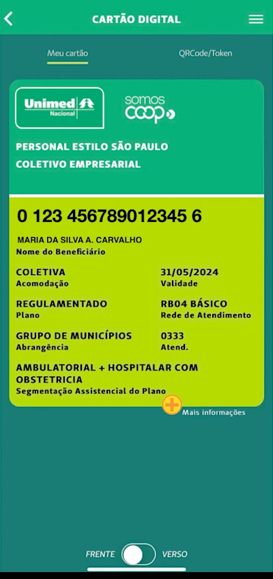 CARTÃO DIGITAL
Meu cartão QRCode/Token
Unimed
Nacional
somos
coop
PERSONAL ESTILO SÃO PAULO
COLETIVO EMPRESARIAL
0 123 456789012345 6
MARIA DA SILVA A. CARVALHO
Nome do Beneficiário
COLETIVA 31/05/2024
Acomodação Validade
REGULAMENTADO RB04 BÁSICO
Plano Rede de Atendimento
GRUPO DE MUNICÍPIOS 0333
Abrangência Atend.
AMBULATORIAL + HOSPITALAR COM
OBSTETRICIA
Segmentação Assistencial do Plano
Mais informações
FRENTE VERSO